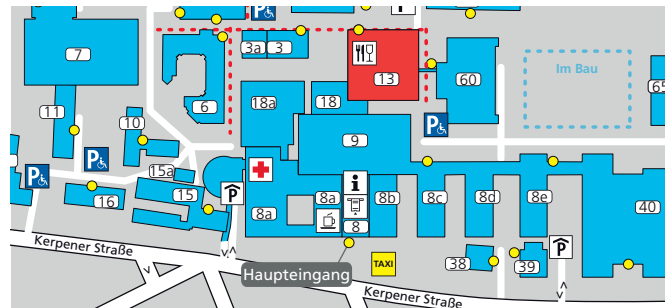 P
P
3a
3
7
13
60
Im Bau
65
6
18a
18
11
10
9
P
P
P
15a
i
16
15
P
8a
8a
8b
8c
8d
8e
40
8
Kerpener Straße
TAXI
38
39
P
Haupteingang
Kerpener Straße